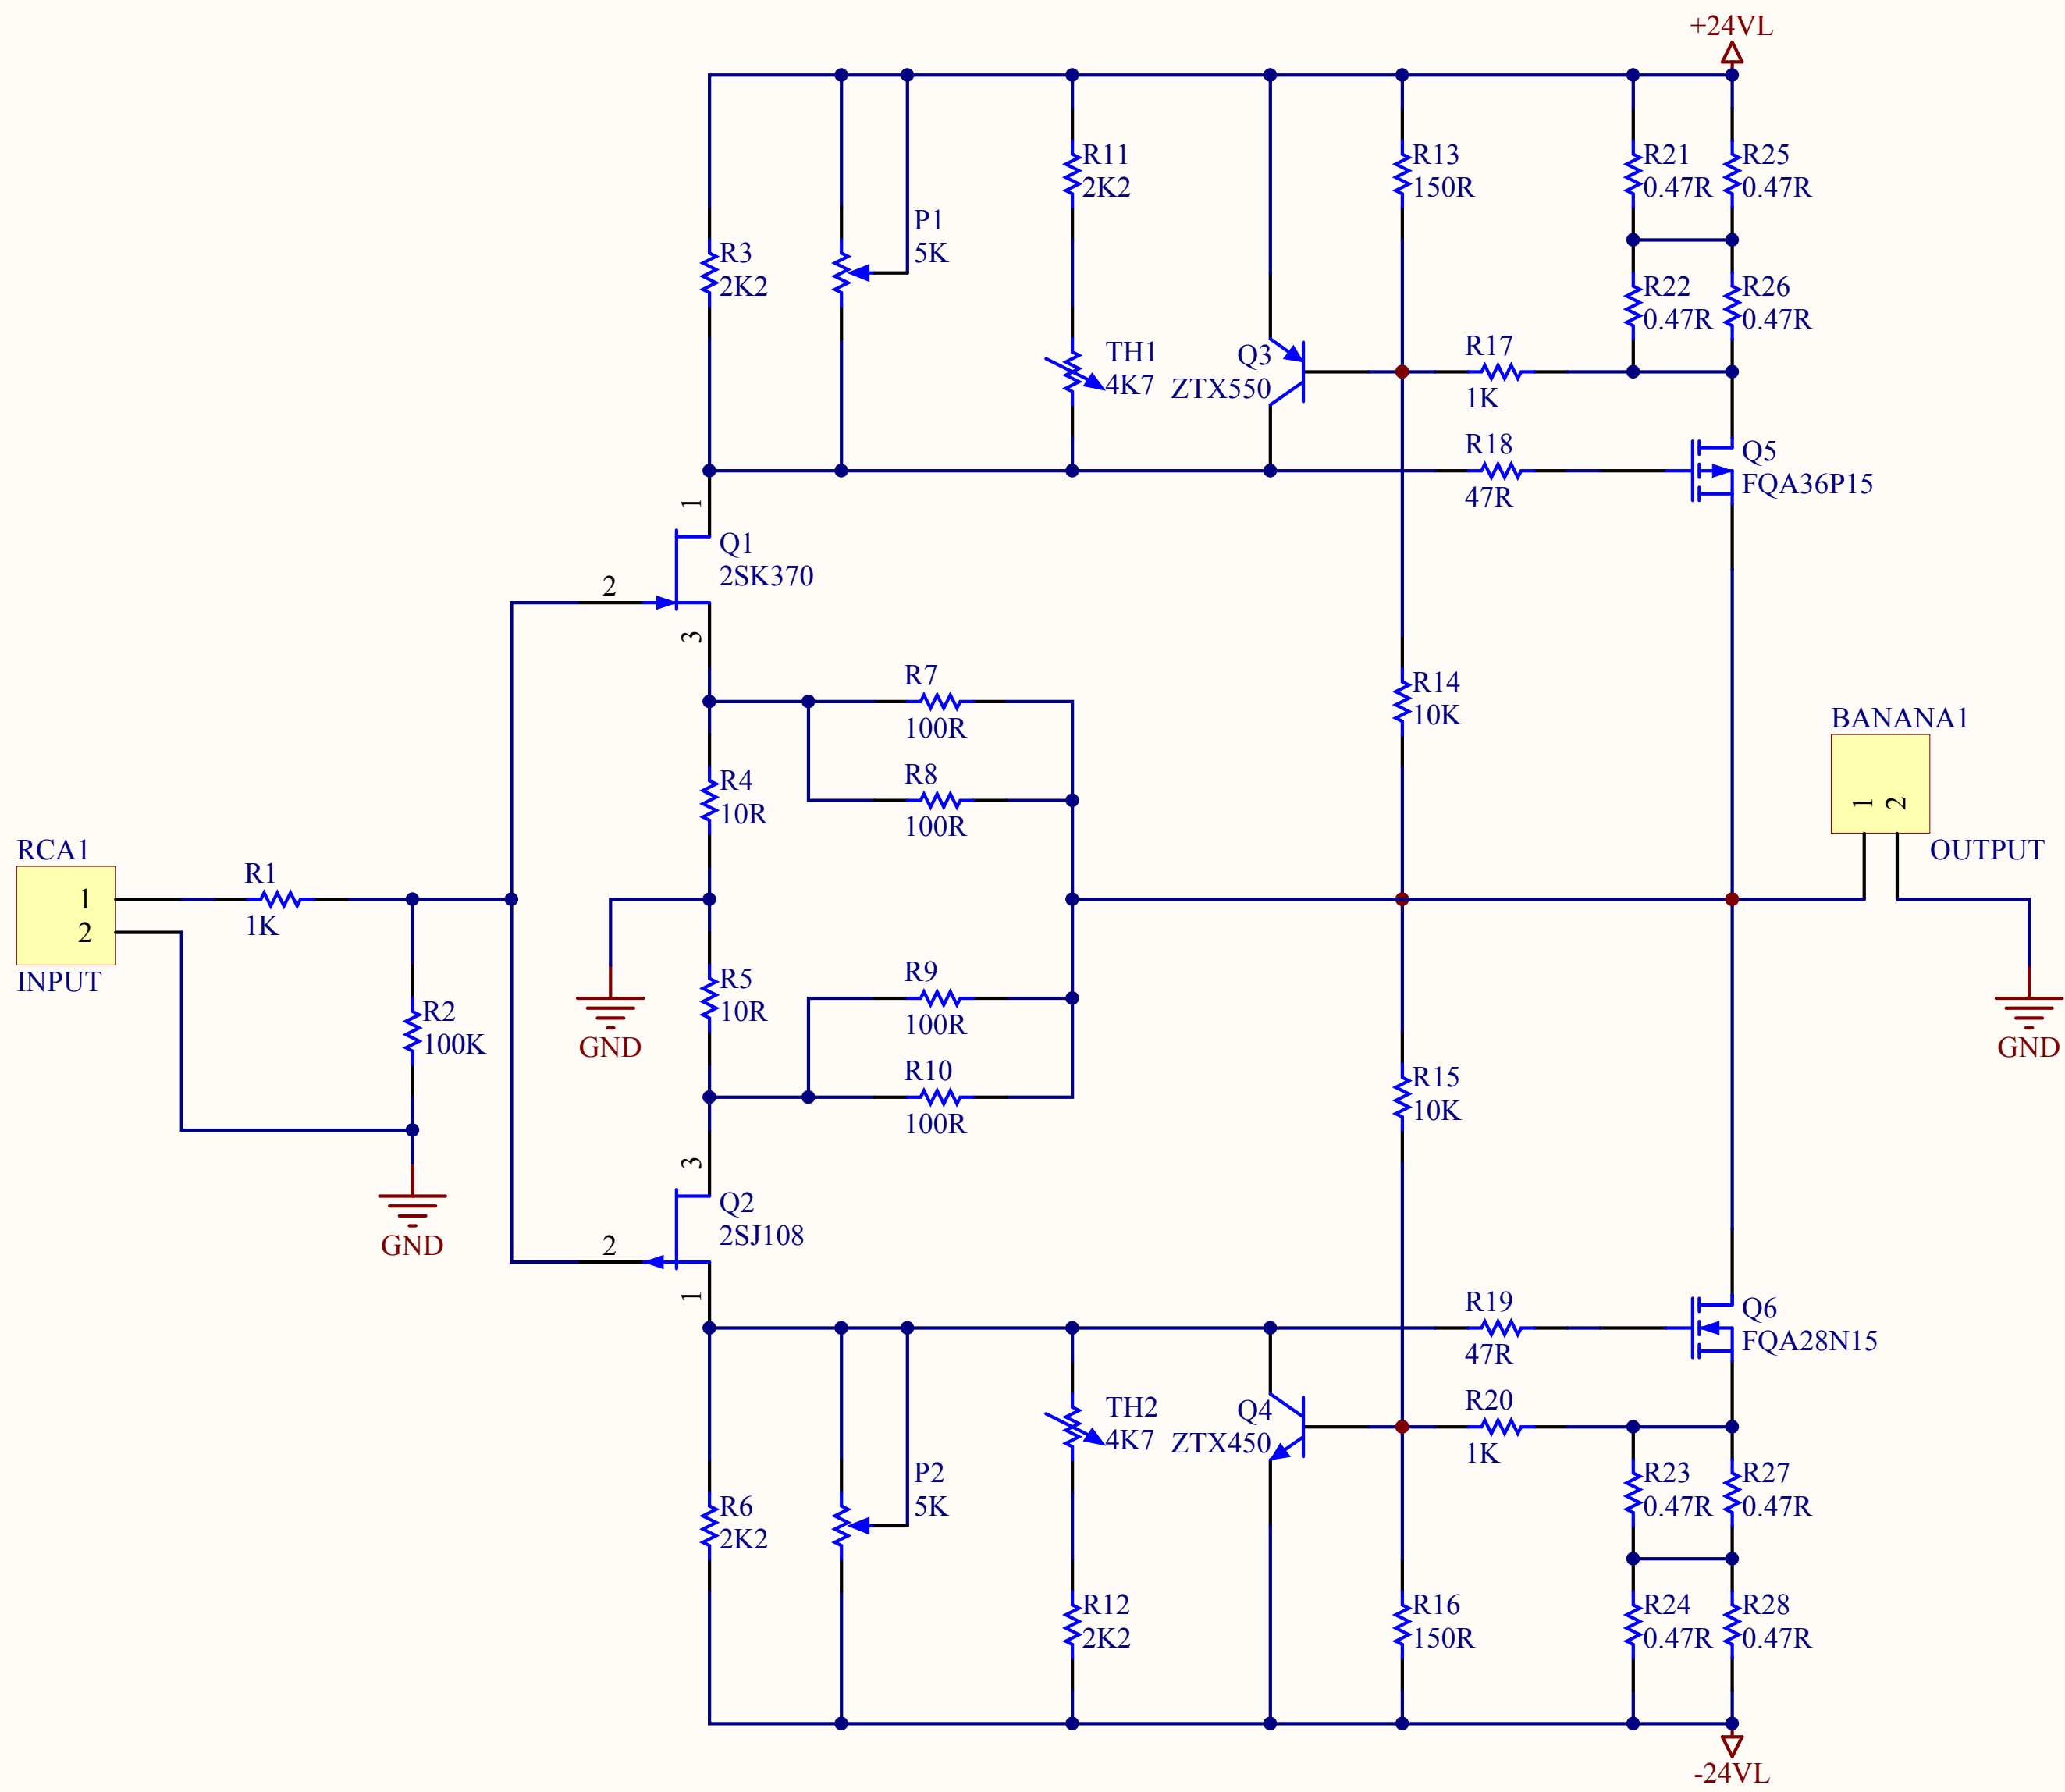 +24VL
R11
2K2
R13
150R
R21
0.47R
R25
0.47R
P1
5K
R3
2K2
R22
0.47R
R26
0.47R
TH1
4K7
Q3
ZTX550
R17
1K
R18
47R
Q5
FQA36P15
1
Q1
2SK370
2
3
R7
100R
R14
10K
BANANA1
1
2
OUTPUT
R4
10R
R8
100R
RCA1
1
2
INPUT
R1
1K
R5
10R
R9
100R
R2
100K
GND
GND
R10
100R
R15
10K
3
Q2
2SJ108
2
GND
1
R19
47R
Q6
FQA28N15
TH2
4K7
Q4
ZTX450
R20
1K
P2
5K
R6
2K2
R23
0.47R
R27
0.47R
R12
2K2
R16
150R
R24
0.47R
R28
0.47R
-24VL